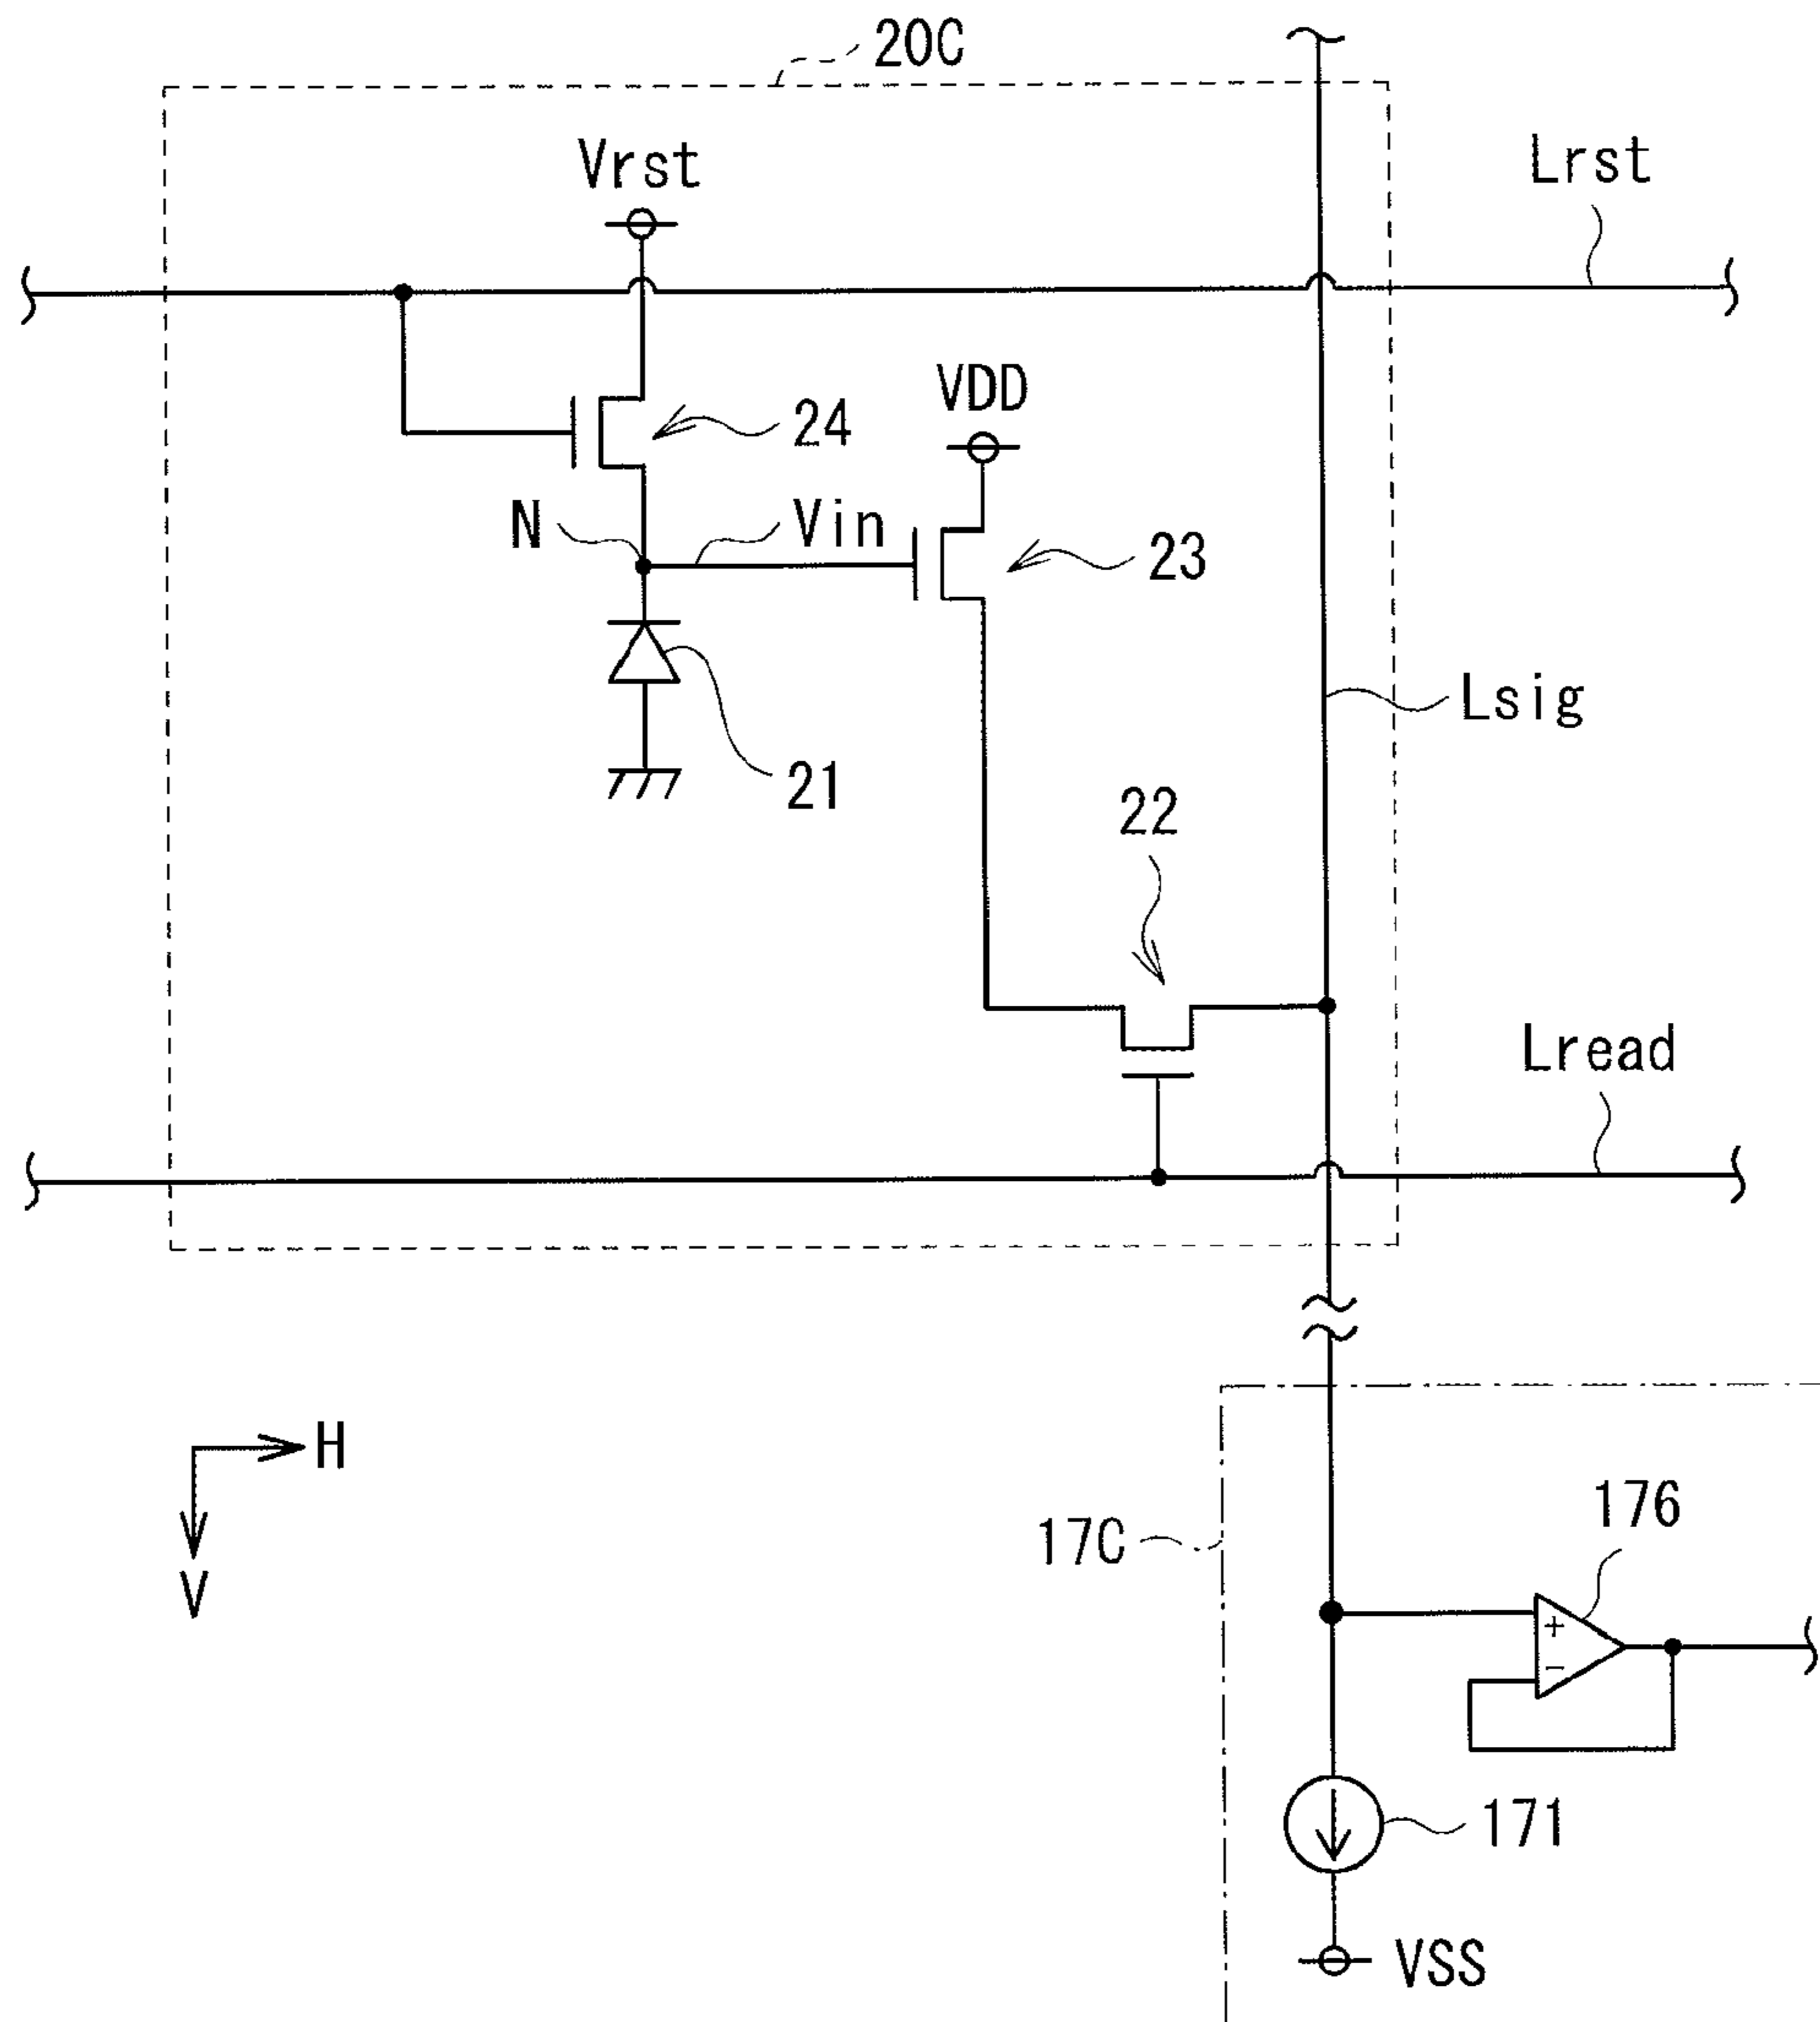 20C
Vrst
Lrst
VDD
24
N
Vin
23
Lsig
21
22
Lread
H
V
17C
176
+
-
171
VSS